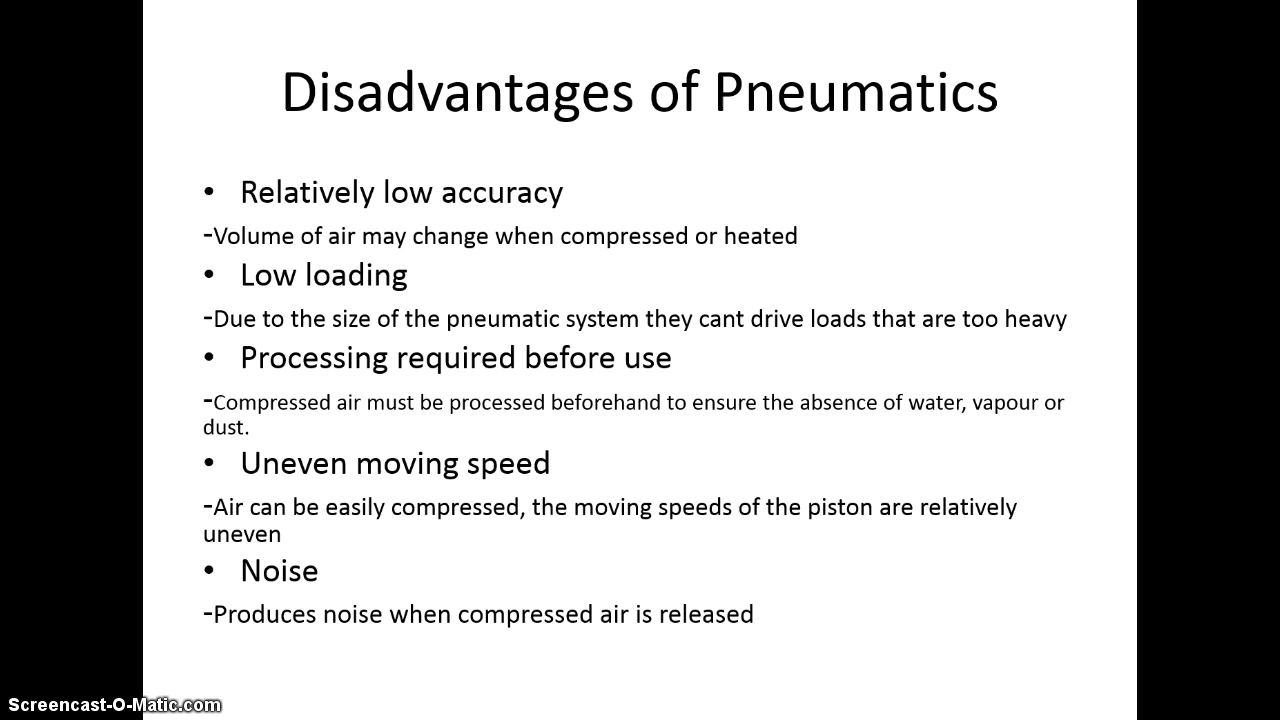 Disadvantages of Pneumatics
• Relatively low accuracy
-Volume of air may change when compressed or heated
• Low loading
-Due to the size of the pneumatic system they cant drive loads that are too heavy
• Processing required before use
-Compressed air must be processed beforehand to ensure the absence of water, vapour or
dust.
• Uneven moving speed
-Air can be easily compressed, the moving speeds of the piston are relatively
uneven
• Noise
-Produces noise when compressed air is released
Screencast-O-Matic.com